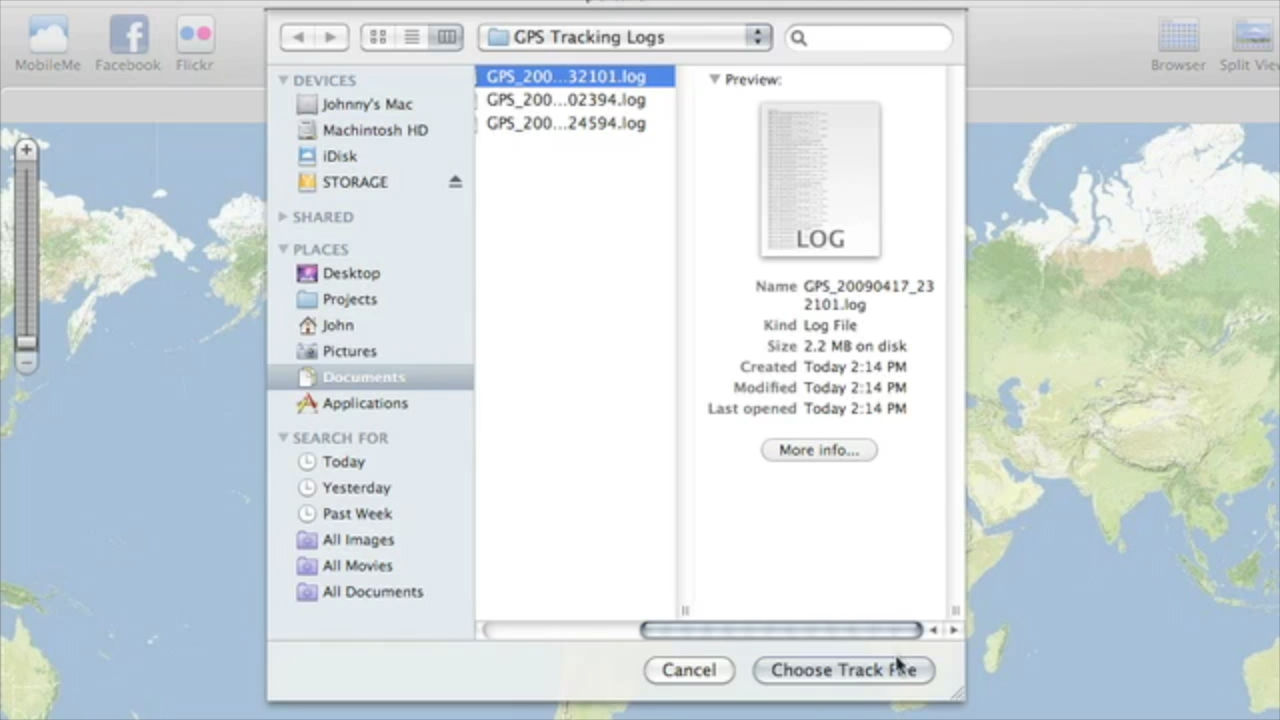 MobileMe
Facebook
Flickr
GPS Tracking Logs
Browser
DEVICES
Johnny's Mac
Machintosh HD
iDisk
STORAGE
SHARED
PLACES
Desktop
Projects
John
Pictures
Documents
Applications
SEARCH FOR
Today
Yesterday
Past Week
All Images
All Movies
All Documents
GPS_200...32101.log
GPS_200...02394.log
GPS_200...24594.log
Preview:
LOG
Name GPS_20090417_23
2101.log
Kind Log File
Size 2.2 MB on disk
Created Today 2:14 PM
Modified Today 2:14 PM
Last opened Today 2:14 PM
More info...
Cancel
Choose Track File
Split View